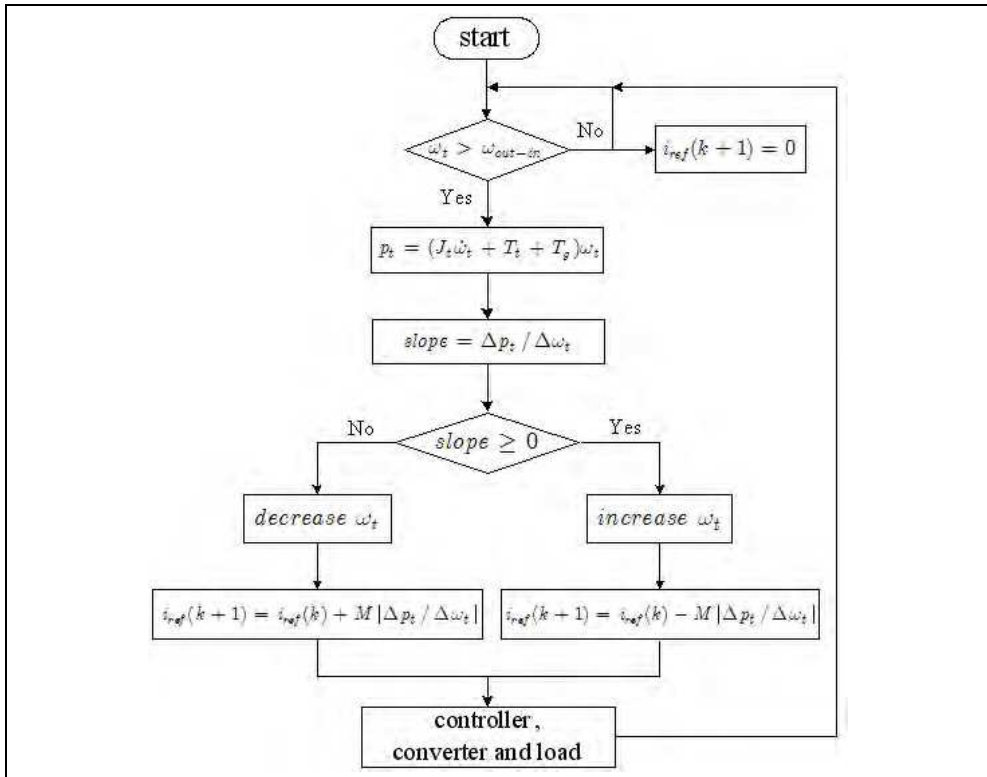 start
ω_t > ω_out-in
No
i_ref(k + 1) = 0
Yes
p_t = (J_t ω̇_t + T_t + T_g)ω_t
slope = Δp_t / Δω_t
No
slope ≥ 0
Yes
decrease ω_t
increase ω_t
i_ref(k + 1) = i_ref(k) + M |Δp_t / Δω_t|
i_ref(k + 1) = i_ref(k) − M |Δp_t / Δω_t|
controller,
converter and load